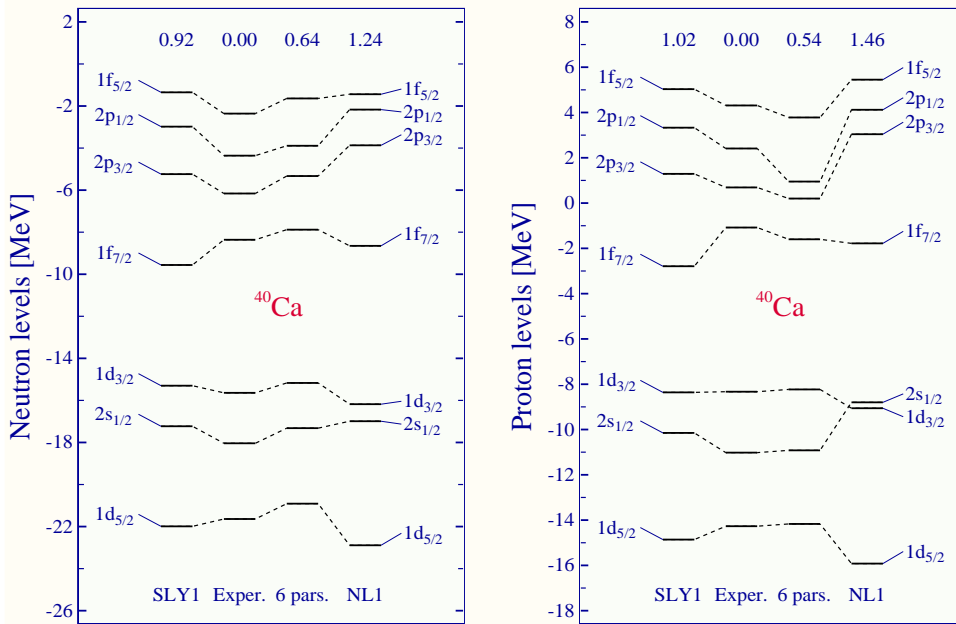 Neutron levels [MeV]
2
-2
-6
-10
-14
-18
-22
-26
0.92 0.00 0.64 1.24
1f5/2
2p1/2
2p3/2
1f7/2
1d3/2
2s1/2
1d5/2
40Ca
1f5/2
2p1/2
2p3/2
1f7/2
1d3/2
2s1/2
1d5/2
SLY1 Exper. 6 pars. NL1
Proton levels [MeV]
8
6
4
2
0
-2
-4
-6
-8
-10
-12
-14
-16
-18
1.02 0.00 0.54 1.46
1f5/2
2p1/2
2p3/2
1f7/2
1d3/2
2s1/2
1d5/2
40Ca
1f5/2
2p1/2
2p3/2
1f7/2
2s1/2
1d3/2
1d5/2
SLY1 Exper. 6 pars. NL1